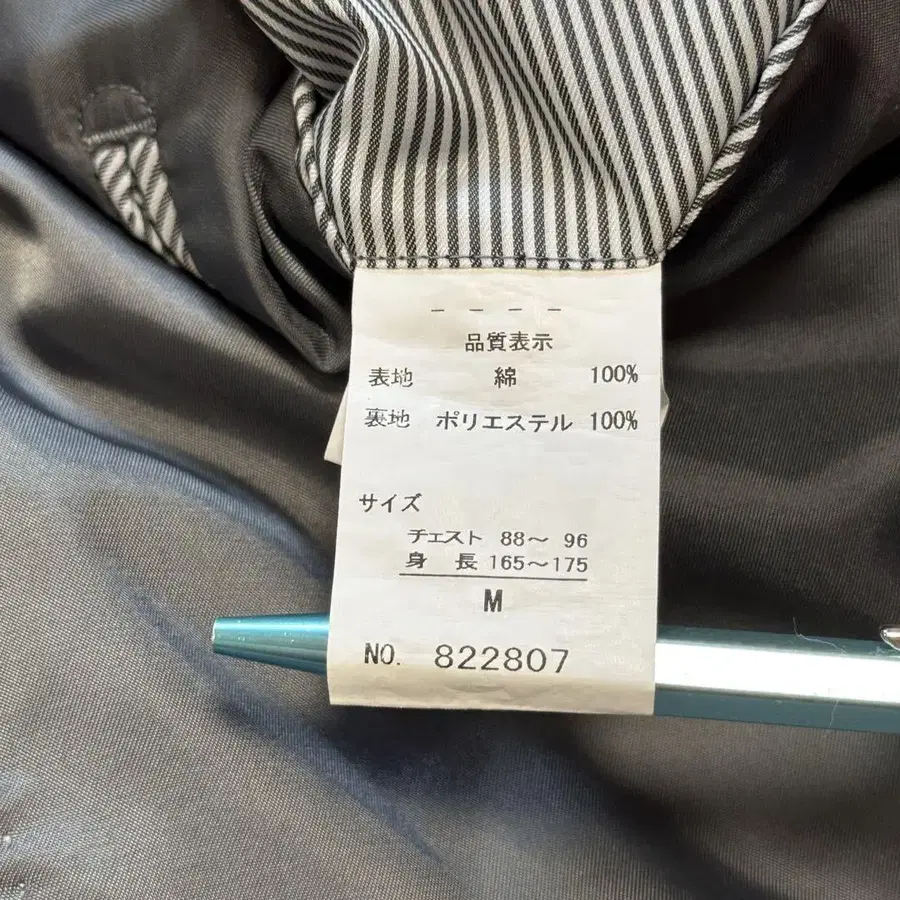 品質表示
表地 綿 100%
裏地 ポリエステル 100%
サイズ
チェスト 88～ 96
身 長 165～175
M
NO. 822807